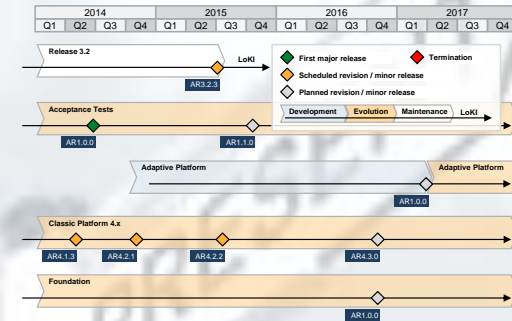 2014 2015 2016 2017
Q1 Q2 Q3 Q4 Q1 Q2 Q3 Q4 Q1 Q2 Q3 Q4 Q1 Q2 Q3 Q4
Release 3.2
LoKI
AR3.2.3
First major release Termination
Scheduled revision / minor release
Planned revision / minor release
Development Evolution Maintenance LoKI
Acceptance Tests
AR1.0.0 AR1.1.0
Adaptive Platform Adaptive Platform
AR1.0.0
Classic Platform 4.x
AR4.1.3 AR4.2.1 AR4.2.2 AR4.3.0
Foundation
AR1.0.0